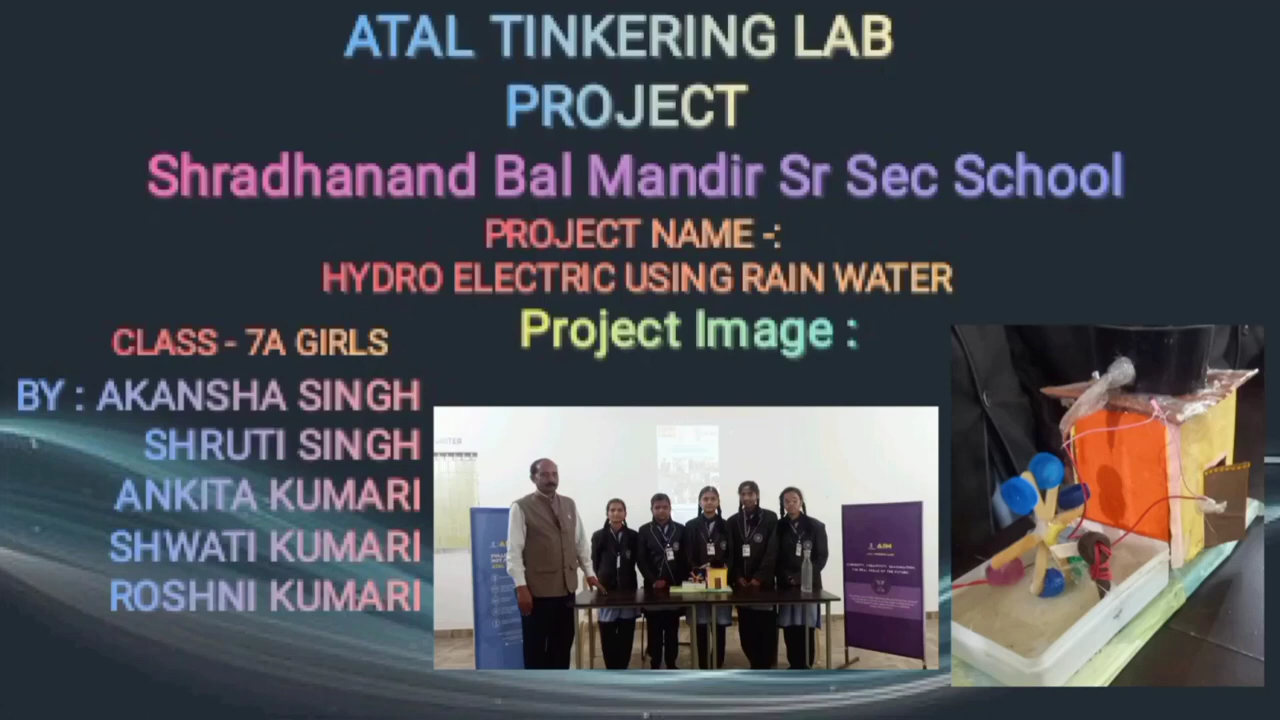 ATAL TINKERING LAB
PROJECT
Shradhanand Bal Mandir Sr Sec School
PROJECT NAME -:
HYDRO ELECTRIC USING RAIN WATER
Project Image :
CLASS - 7A GIRLS
BY : AKANSHA SINGH
SHRUTI SINGH
ANKITA KUMARI
SHWATI KUMARI
ROSHNI KUMARI
AIM